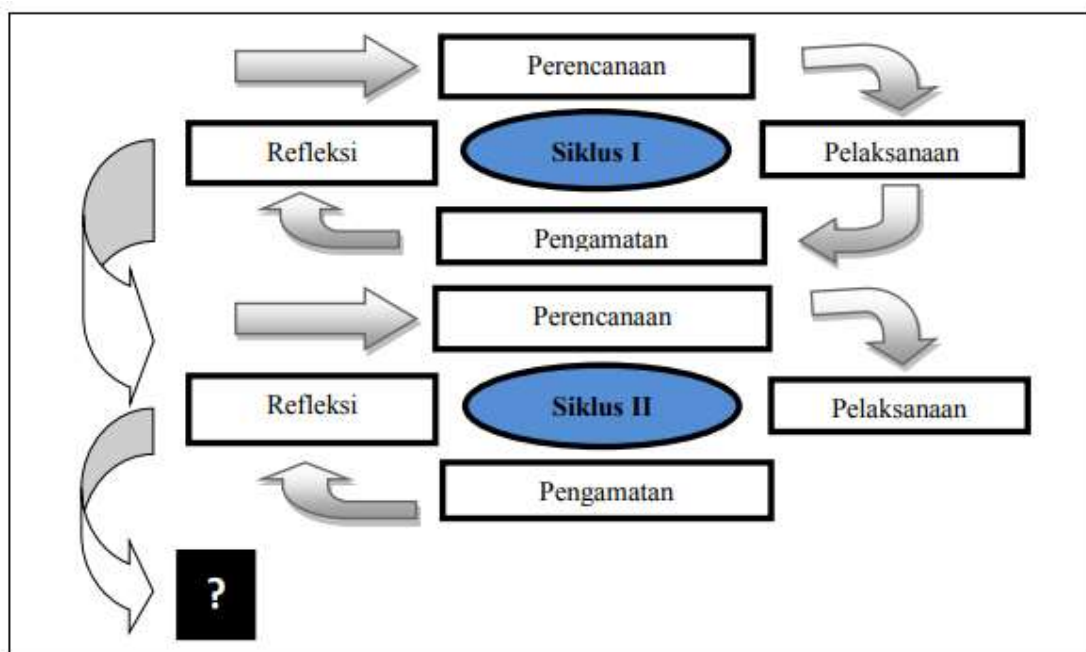 Perencanaan
Refleksi
Siklus I
Pelaksanaan
Pengamatan
Perencanaan
Refleksi
Siklus II
Pelaksanaan
Pengamatan
?